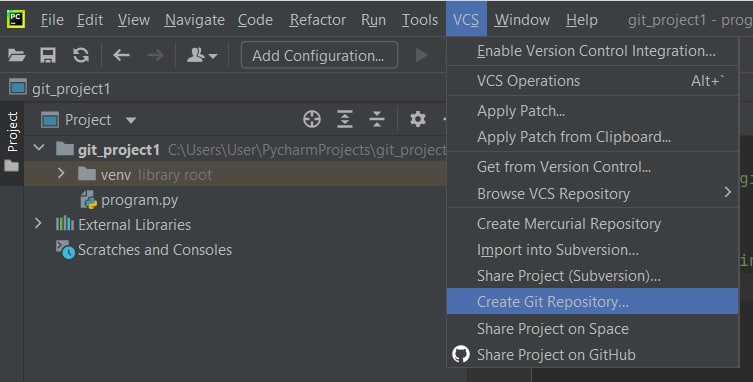 PC File Edit View Navigate Code Refactor Run Tools VCS Window Help git_project1 - prog
Add Configuration...
git_project1
Project
Project
git_project1 C:\Users\User\PycharmProjects\git_project
venv library root
program.py
External Libraries
Scratches and Consoles
Enable Version Control Integration...
VCS Operations Alt+`
Apply Patch...
Apply Patch from Clipboard...
Get from Version Control...
Browse VCS Repository
Create Mercurial Repository
Import into Subversion...
Share Project (Subversion)...
Create Git Repository...
Share Project on Space
Share Project on GitHub
gi
in